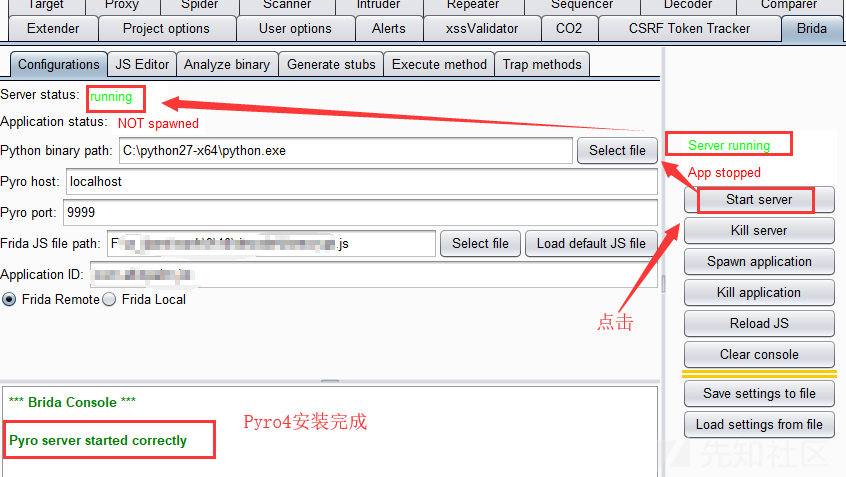 Target Proxy Spider Scanner Intruder Repeater Sequencer Decoder Comparer
Extender Project options User options Alerts xssValidator CO2 CSRF Token Tracker Brida
Configurations JS Editor Analyze binary Generate stubs Execute method Trap methods
Server status: running
Application status: NOT spawned
Python binary path: C:\python27-x64\python.exe Select file
Pyro host: localhost
Pyro port: 9999
Frida JS file path: F .js Select file Load default JS file
Application ID:
Frida Remote Frida Local
Server running
App stopped
Start server
Kill server
Spawn application
Kill application
Reload JS
Clear console
Save settings to file
Load settings from file
点击
*** Brida Console ***
Pyro4安装完成
Pyro server started correctly
先知社区